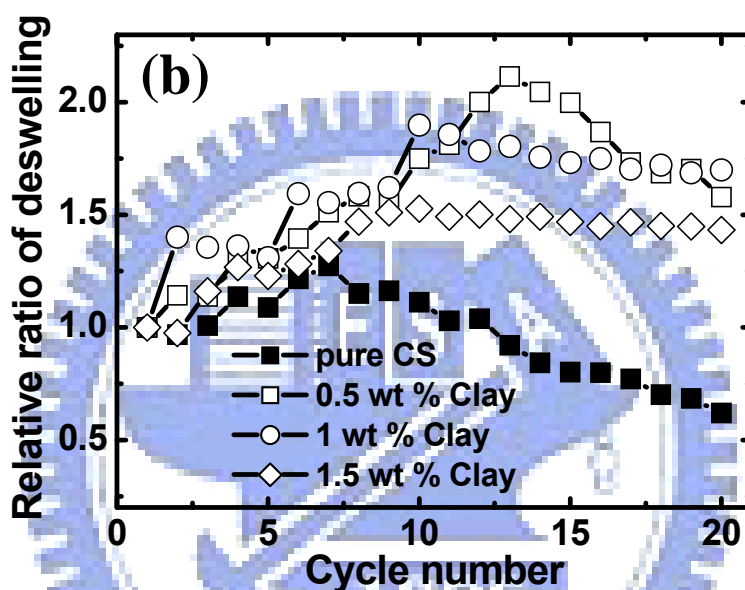 (b)
Relative ratio of deswelling
2.0
1.5
1.0
0.5
pure CS
0.5 wt % Clay
1 wt % Clay
1.5 wt % Clay
0 5 10 15 20
Cycle number